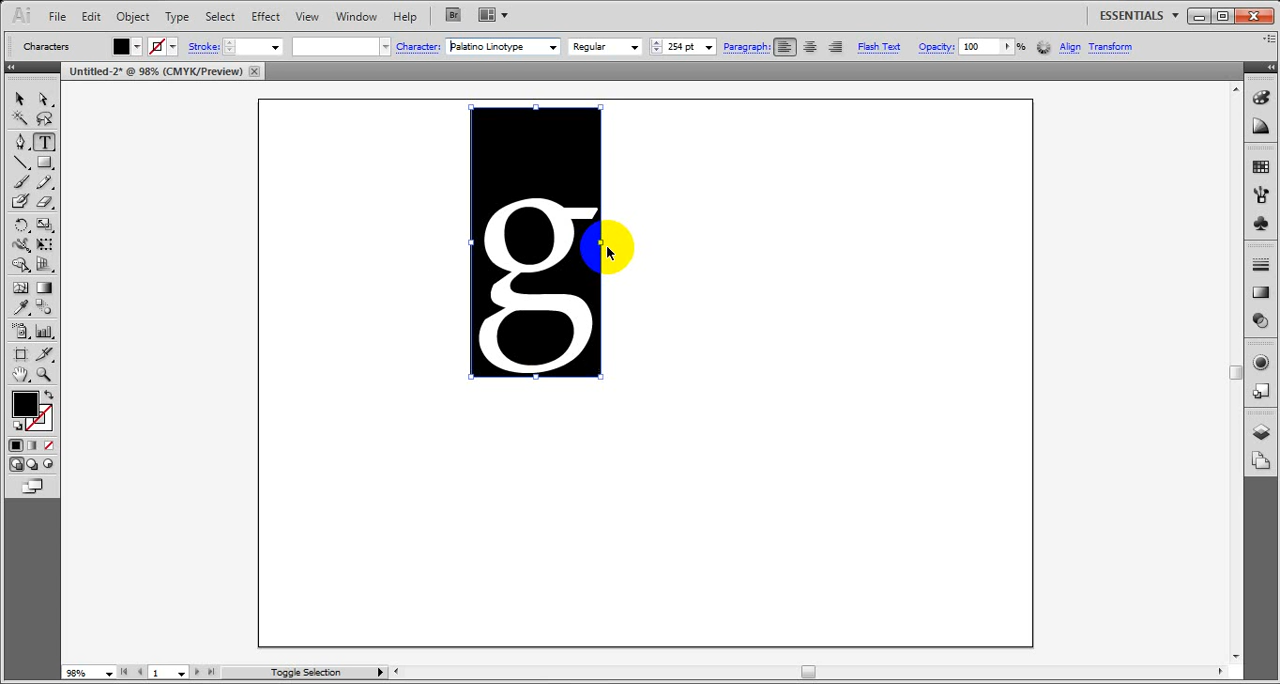 Ai File Edit Object Type Select Effect View Window Help Br ESSENTIALS
Characters Stroke: Character: Palatino Linotype Regular 254 pt Paragraph: Flash Text Opacity: 100 % Align Transform
Untitled-2* @ 98% (CMYK/Preview)
T
g
98% 1 Toggle Selection